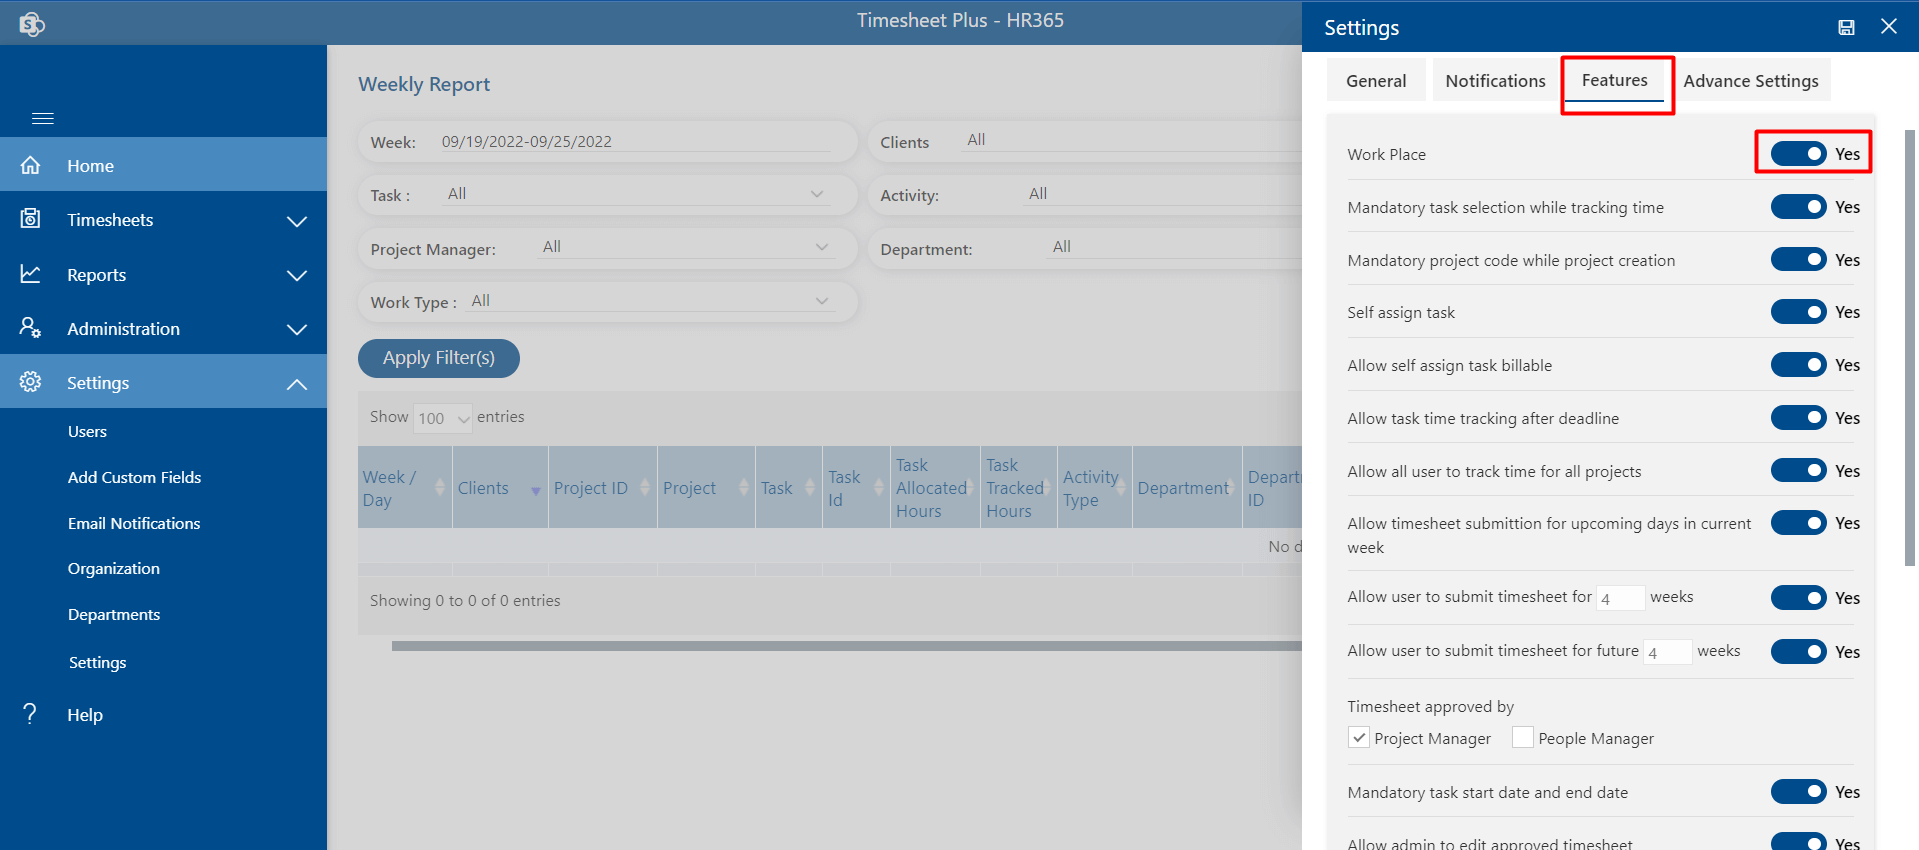 S
Timesheet Plus - HR365
Home
Timesheets
Reports
Administration
Settings
Users
Add Custom Fields
Email Notifications
Organization
Departments
Settings
? Help
Weekly Report
Week: 09/19/2022-09/25/2022
Clients All
Task : All
Activity: All
Project Manager: All
Department: All
Work Type : All
Apply Filter(s)
Show 100 entries
Week / Day
Clients
Project ID
Project
Task
Task Id
Task Allocated Hours
Task Tracked Hours
Activity Type
Department
Depart
ID
No d
Showing 0 to 0 of 0 entries
Settings
General Notifications Features Advance Settings
Work Place Yes
Mandatory task selection while tracking time Yes
Mandatory project code while project creation Yes
Self assign task Yes
Allow self assign task billable Yes
Allow task time tracking after deadline Yes
Allow all user to track time for all projects Yes
Allow timesheet submittion for upcoming days in current Yes
week
Allow user to submit timesheet for 4 weeks Yes
Allow user to submit timesheet for future 4 weeks Yes
Timesheet approved by
Project Manager People Manager
Mandatory task start date and end date Yes
Allow admin to edit approved timesheet Yes